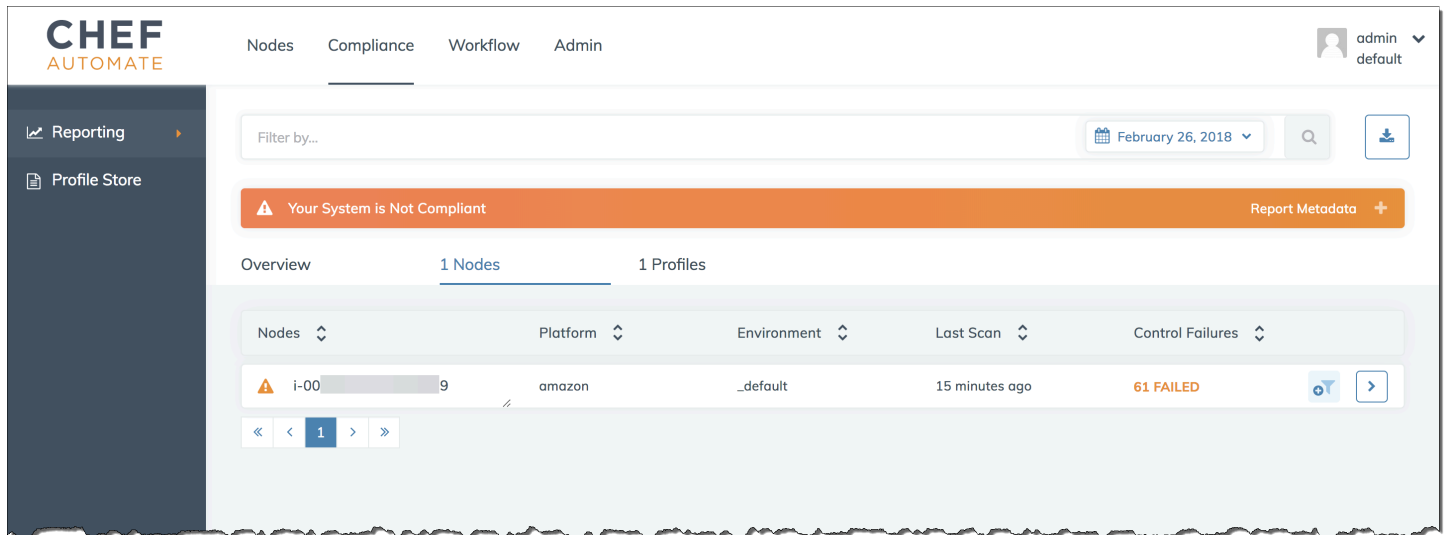 CHEF
AUTOMATE
Nodes Compliance Workflow Admin
admin
default
Reporting
Profile Store
Filter by...
February 26, 2018
Your System is Not Compliant
Report Metadata +
Overview 1 Nodes 1 Profiles
Nodes Platform Environment Last Scan Control Failures
i-00 9 amazon _default 15 minutes ago 61 FAILED
« < 1 > »